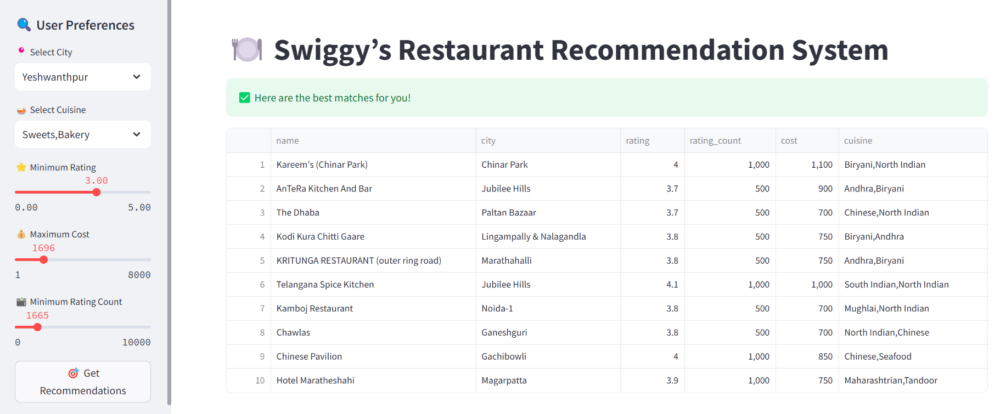 User Preferences
Select City
Yeshwanthpur
Select Cuisine
Sweets,Bakery
Minimum Rating
3.00
0.00 5.00
Maximum Cost
1696
1 8000
Minimum Rating Count
1665
0 10000
Get
Recommendations
Swiggy’s Restaurant Recommendation System
Here are the best matches for you!
name city rating rating_count cost cuisine
1 Kareem's (Chinar Park) Chinar Park 4 1,000 1,100 Biryani,North Indian
2 AnTeRa Kitchen And Bar Jubilee Hills 3.7 500 900 Andhra,Biryani
3 The Dhaba Paltan Bazaar 3.7 500 700 Chinese,North Indian
4 Kodi Kura Chitti Gaare Lingampally & Nalagandla 3.8 500 750 Biryani,Andhra
5 KRITUNGA RESTAURANT (outer ring road) Marathahalli 3.8 500 750 Andhra,Biryani
6 Telangana Spice Kitchen Jubilee Hills 4.1 1,000 1,000 South Indian,North Indian
7 Kamboj Restaurant Noida-1 3.8 500 700 Mughlai,North Indian
8 Chawlas Ganeshguri 3.8 500 700 North Indian,Chinese
9 Chinese Pavilion Gachibowli 4 1,000 850 Chinese,Seafood
10 Hotel Maratheshahi Magarpatta 3.9 1,000 750 Maharashtrian,Tandoor